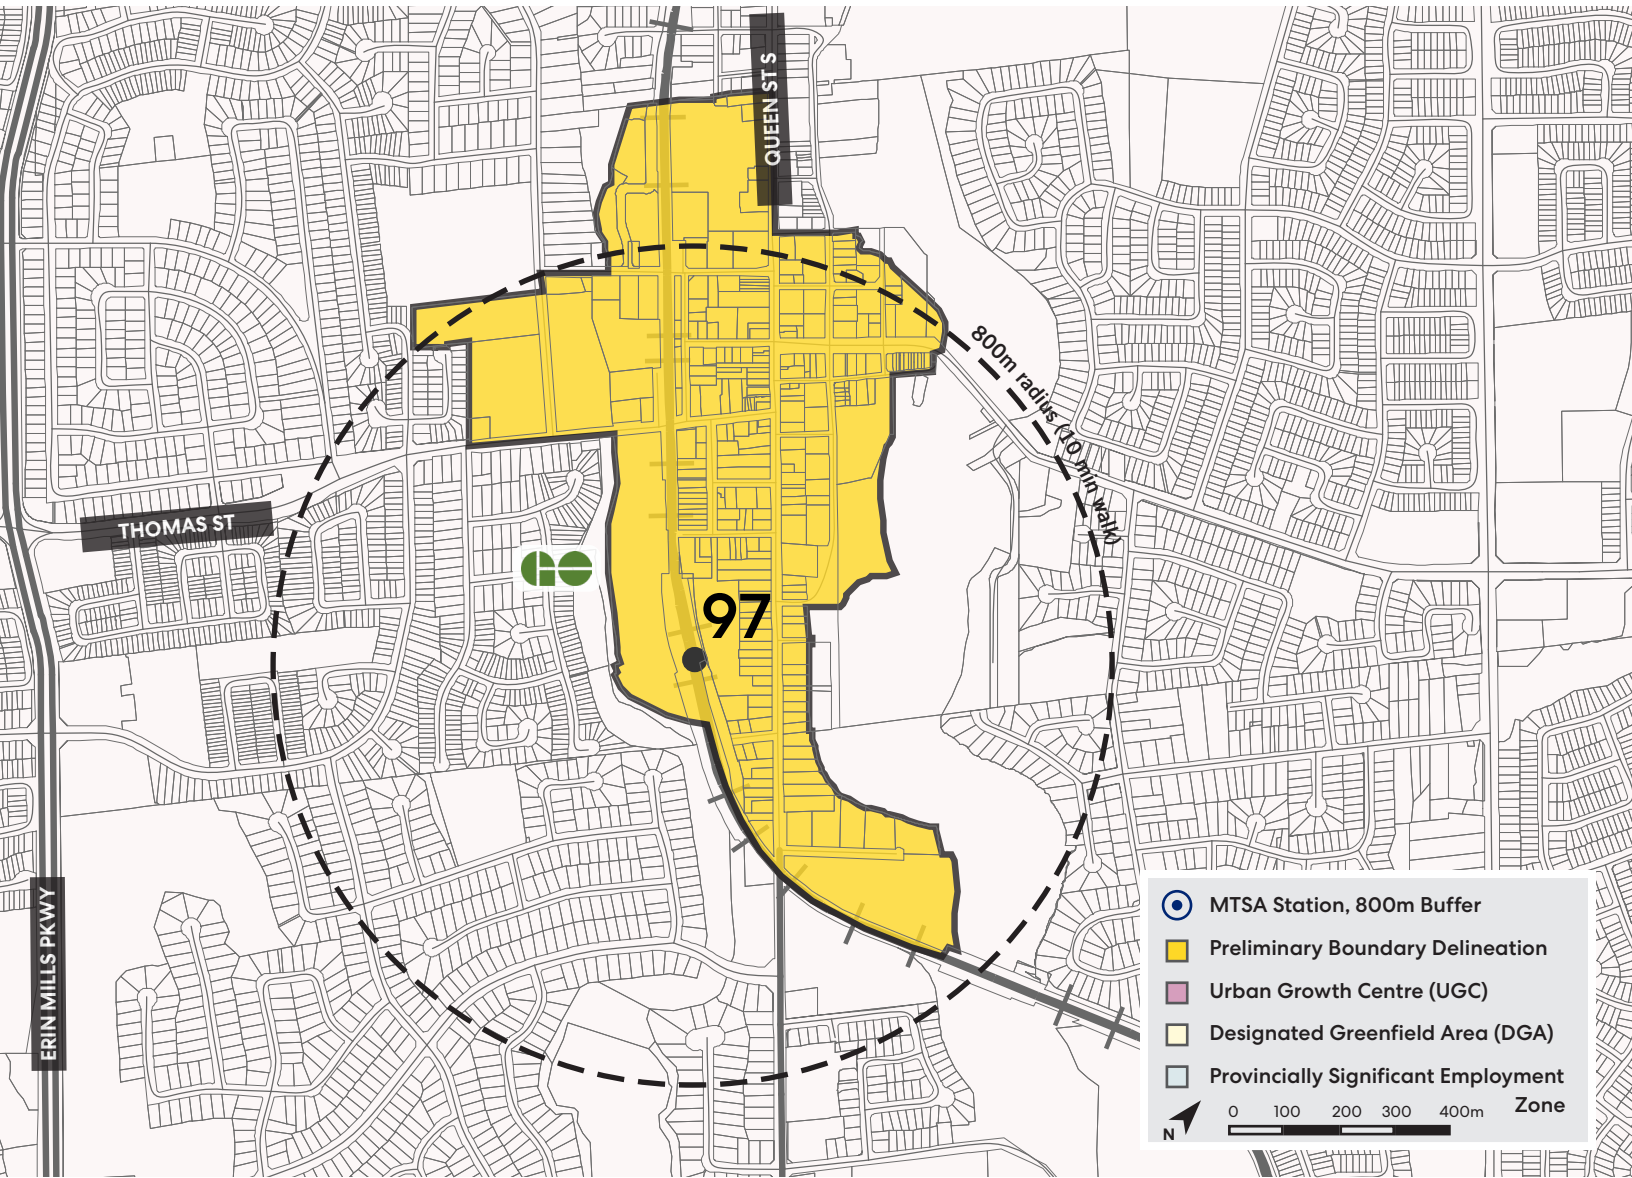 QUEEN ST S
800m radius (10 min walk)
THOMAS ST
GO
97
ERIN MILLS PKWY
MTSA Station, 800m Buffer
Preliminary Boundary Delineation
Urban Growth Centre (UGC)
Designated Greenfield Area (DGA)
Provincially Significant Employment
Zone
N
0 100 200 300 400m